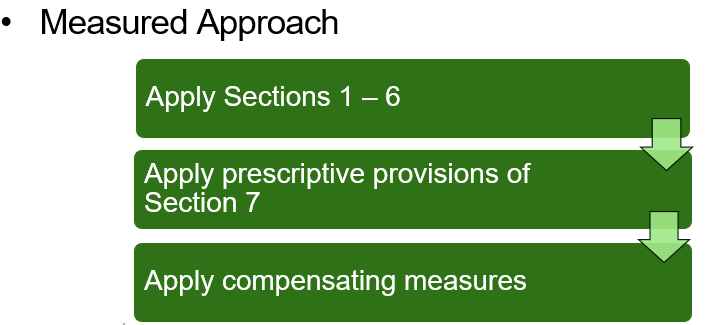 • Measured Approach
Apply Sections 1 – 6
Apply prescriptive provisions of
Section 7
Apply compensating measures